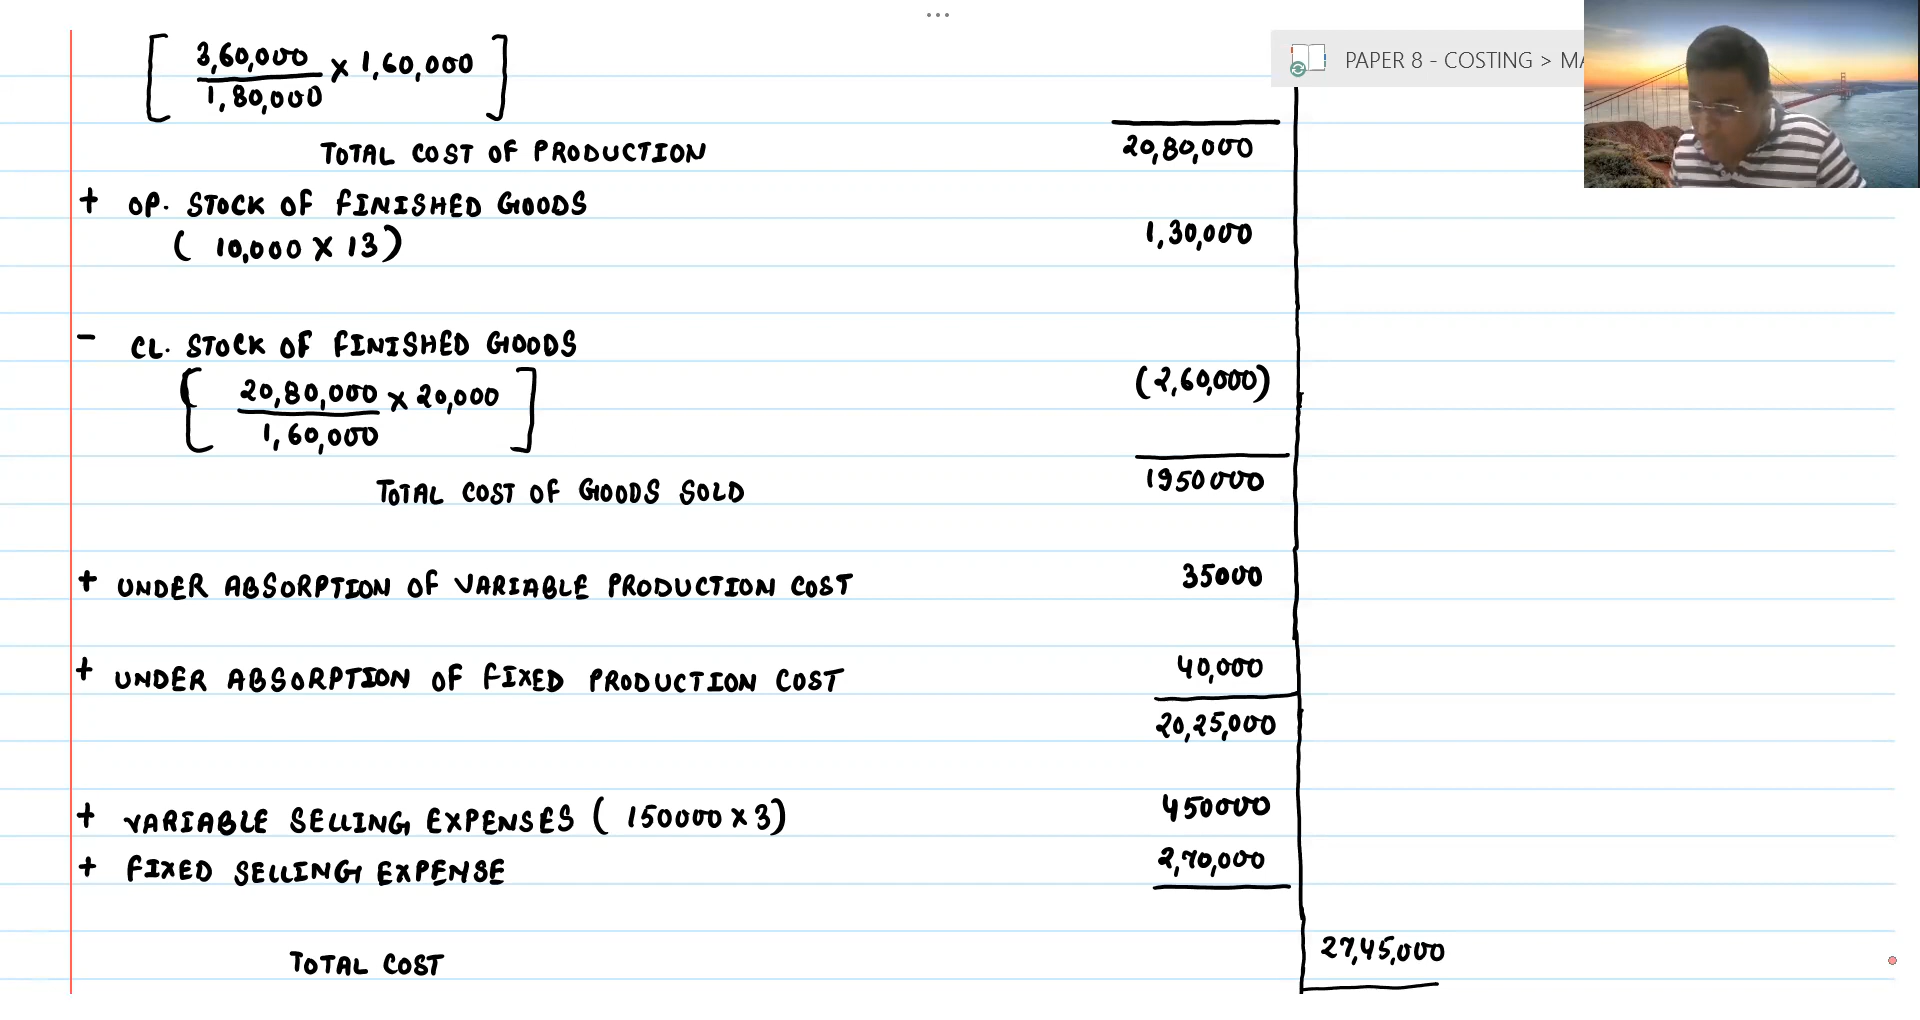 ...
[ 3,60,000 / 1,80,000 × 1,60,000 ]
PAPER 8 - COSTING > MA
TOTAL COST OF PRODUCTION 20,80,000
+ OP. STOCK OF FINISHED GOODS
( 10,000 × 13 ) 1,30,000
- CL. STOCK OF FINISHED GOODS
[ 20,80,000 / 1,60,000 × 20,000 ] (2,60,000)
TOTAL COST OF GOODS SOLD 1950000
+ UNDER ABSORPTION OF VARIABLE PRODUCTION COST 35000
+ UNDER ABSORPTION OF FIXED PRODUCTION COST 40,000
20,25,000
+ VARIABLE SELLING EXPENSES ( 150000 × 3 ) 450000
+ FIXED SELLING EXPENSE 2,70,000
TOTAL COST 27,45,000